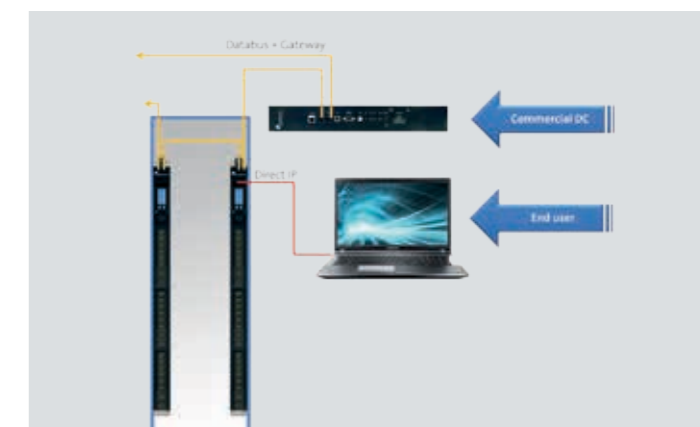 Databus + Gateway
Commercial DC
Direct IP
End user